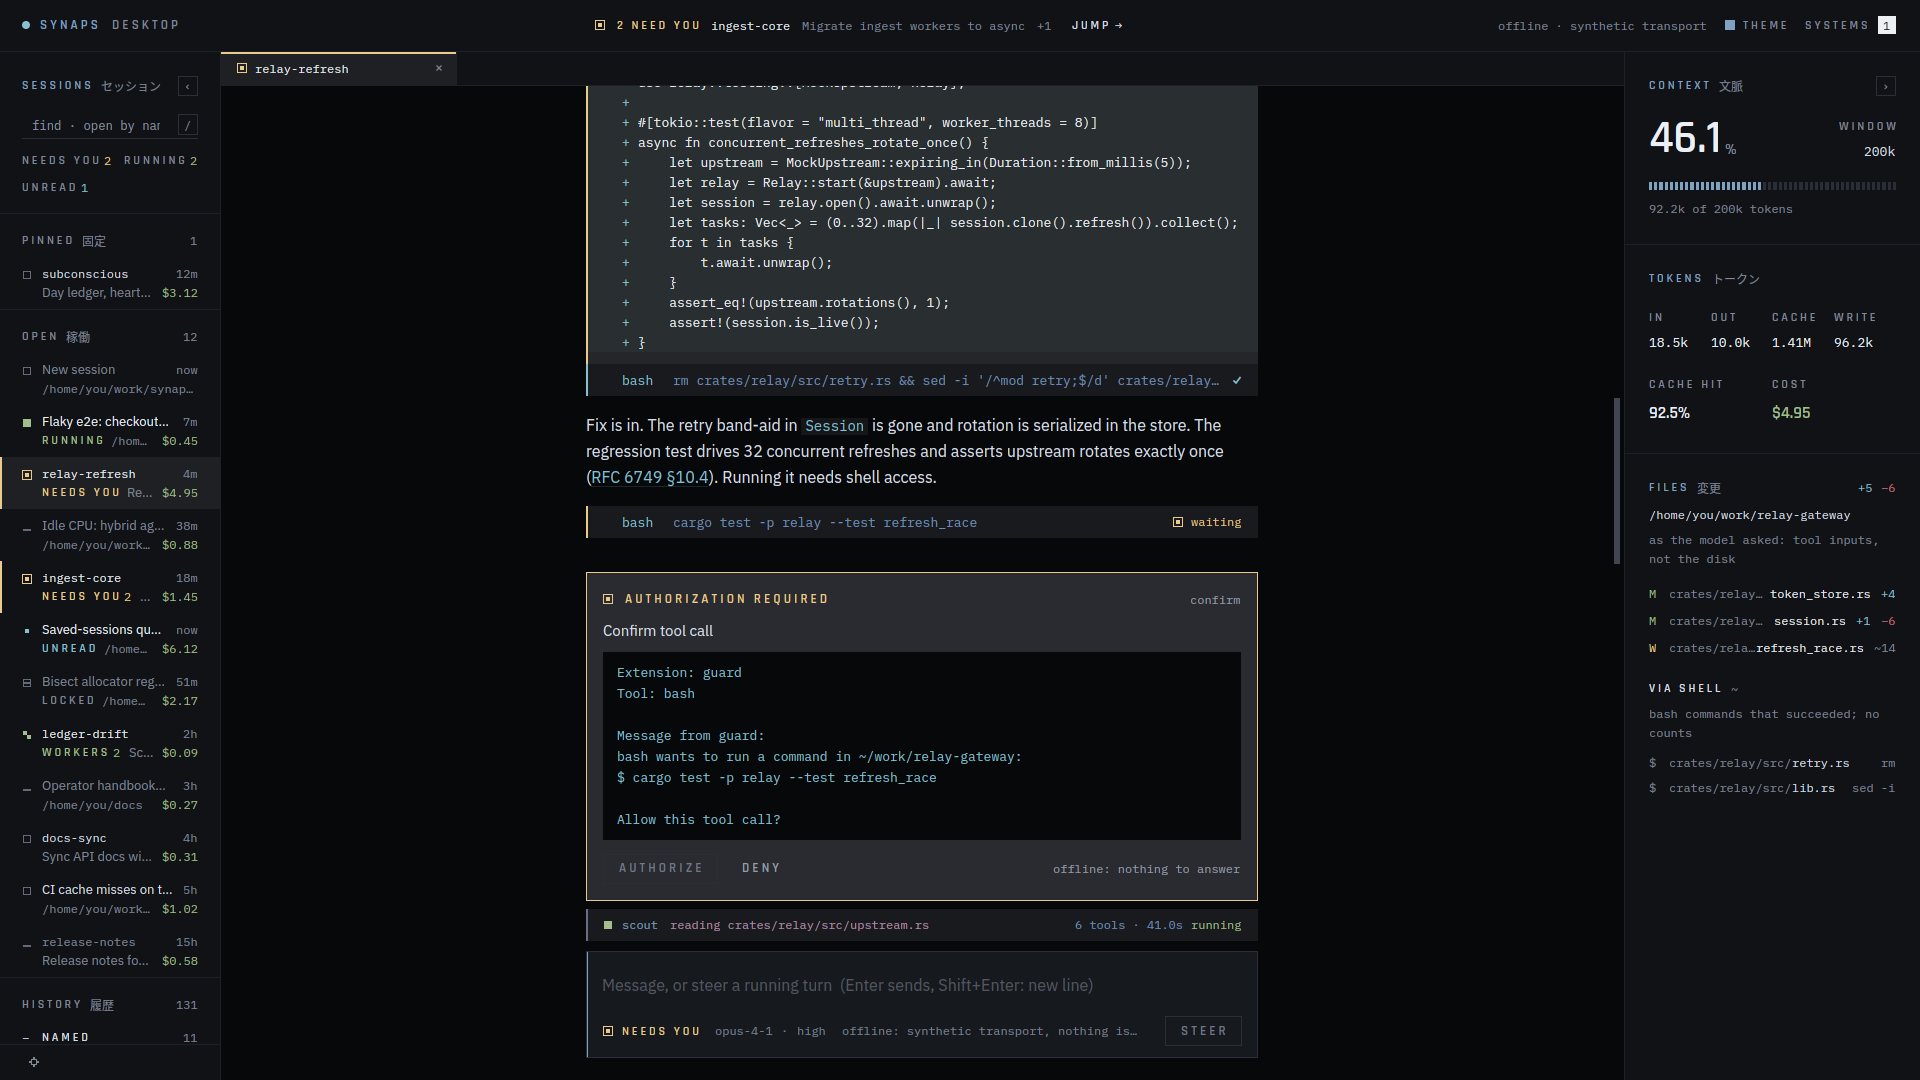 SYNAPS DESKTOP
2 NEED YOU ingest-core Migrate ingest workers to async +1 JUMP →
offline · synthetic transport THEME SYSTEMS 1
SESSIONS セッション ‹
find · open by nar /
NEEDS YOU 2 RUNNING 2
UNREAD 1
PINNED 固定 1
subconscious 12m
Day ledger, heart… $3.12
OPEN 稼働 12
New session now
/home/you/work/synap…
Flaky e2e: checkout… 7m
RUNNING /hom… $0.45
relay-refresh 4m
NEEDS YOU Re… $4.95
Idle CPU: hybrid ag… 38m
/home/you/work… $0.88
ingest-core 18m
NEEDS YOU 2 … $1.45
Saved-sessions qu… now
UNREAD /home… $6.12
Bisect allocator reg… 51m
LOCKED /home… $2.17
ledger-drift 2h
WORKERS 2 Sc… $0.09
Operator handbook… 3h
/home/you/docs $0.27
docs-sync 4h
Sync API docs wi… $0.31
CI cache misses on t… 5h
/home/you/work… $1.02
release-notes 15h
Release notes fo… $0.58
HISTORY 履歴 131
– NAMED 11
relay-refresh ×
+
+ #[tokio::test(flavor = "multi_thread", worker_threads = 8)]
+ async fn concurrent_refreshes_rotate_once() {
+ let upstream = MockUpstream::expiring_in(Duration::from_millis(5));
+ let relay = Relay::start(&upstream).await;
+ let session = relay.open().await.unwrap();
+ let tasks: Vec<_> = (0..32).map(|_| session.clone().refresh()).collect();
+ for t in tasks {
+ t.await.unwrap();
+ }
+ assert_eq!(upstream.rotations(), 1);
+ assert!(session.is_live());
+ }
bash rm crates/relay/src/retry.rs && sed -i '/^mod retry;$/d' crates/relay… ✓
Fix is in. The retry band-aid in Session is gone and rotation is serialized in the store. The
regression test drives 32 concurrent refreshes and asserts upstream rotates exactly once
(RFC 6749 §10.4). Running it needs shell access.
bash cargo test -p relay --test refresh_race waiting
AUTHORIZATION REQUIRED confirm
Confirm tool call
Extension: guard
Tool: bash
Message from guard:
bash wants to run a command in ~/work/relay-gateway:
$ cargo test -p relay --test refresh_race
Allow this tool call?
AUTHORIZE DENY offline: nothing to answer
scout reading crates/relay/src/upstream.rs 6 tools · 41.0s running
Message, or steer a running turn (Enter sends, Shift+Enter: new line)
NEEDS YOU opus-4-1 · high offline: synthetic transport, nothing is… STEER
CONTEXT 文脈 ›
46.1% WINDOW
200k
92.2k of 200k tokens
TOKENS トークン
IN OUT CACHE WRITE
18.5k 10.0k 1.41M 96.2k
CACHE HIT COST
92.5% $4.95
FILES 変更 +5 −6
/home/you/work/relay-gateway
as the model asked: tool inputs,
not the disk
M crates/relay… token_store.rs +4
M crates/relay… session.rs +1 −6
W crates/rela…refresh_race.rs ~14
VIA SHELL ~
bash commands that succeeded; no
counts
$ crates/relay/src/retry.rs rm
$ crates/relay/src/lib.rs sed -i